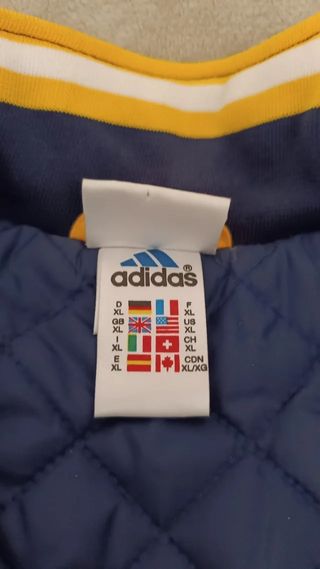 adidas®
D F
XL XL
GB US
XL XL
I CH
XL XL
E CDN
XL XL/XG